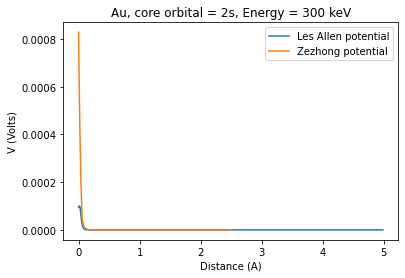 Au, core orbital = 2s, Energy = 300 keV
Les Allen potential
Zezhong potential
V (Volts)
0.0008
0.0006
0.0004
0.0002
0.0000
0 1 2 3 4 5
Distance (A)